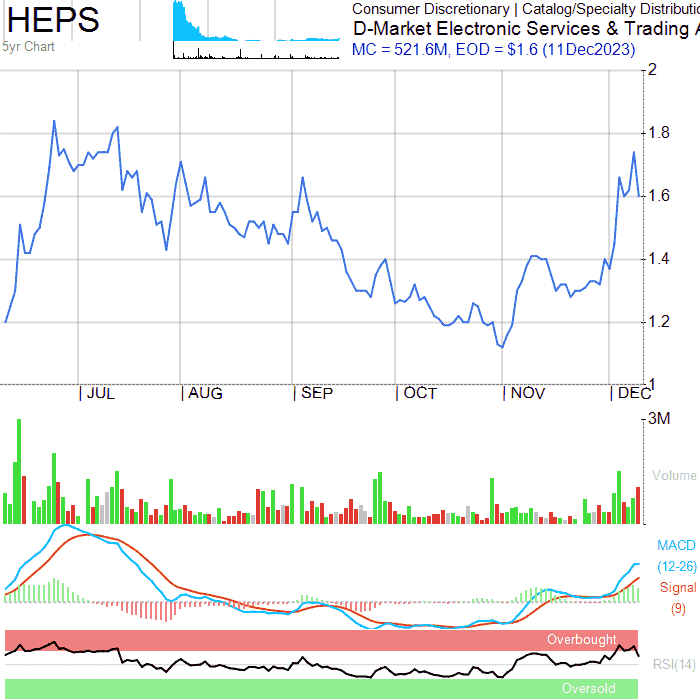 HEPS
5yr Chart
Consumer Discretionary | Catalog/Specialty Distributic
D-Market Electronic Services & Trading A
MC = 521.6M, EOD = $1.6 (11Dec2023)
2
1.8
1.6
1.4
1.2
1
| JUL | AUG | SEP | OCT | NOV | DEC
3M
Volume
MACD
(12-26)
Signal
(9)
Overbought
RSI(14)
Oversold